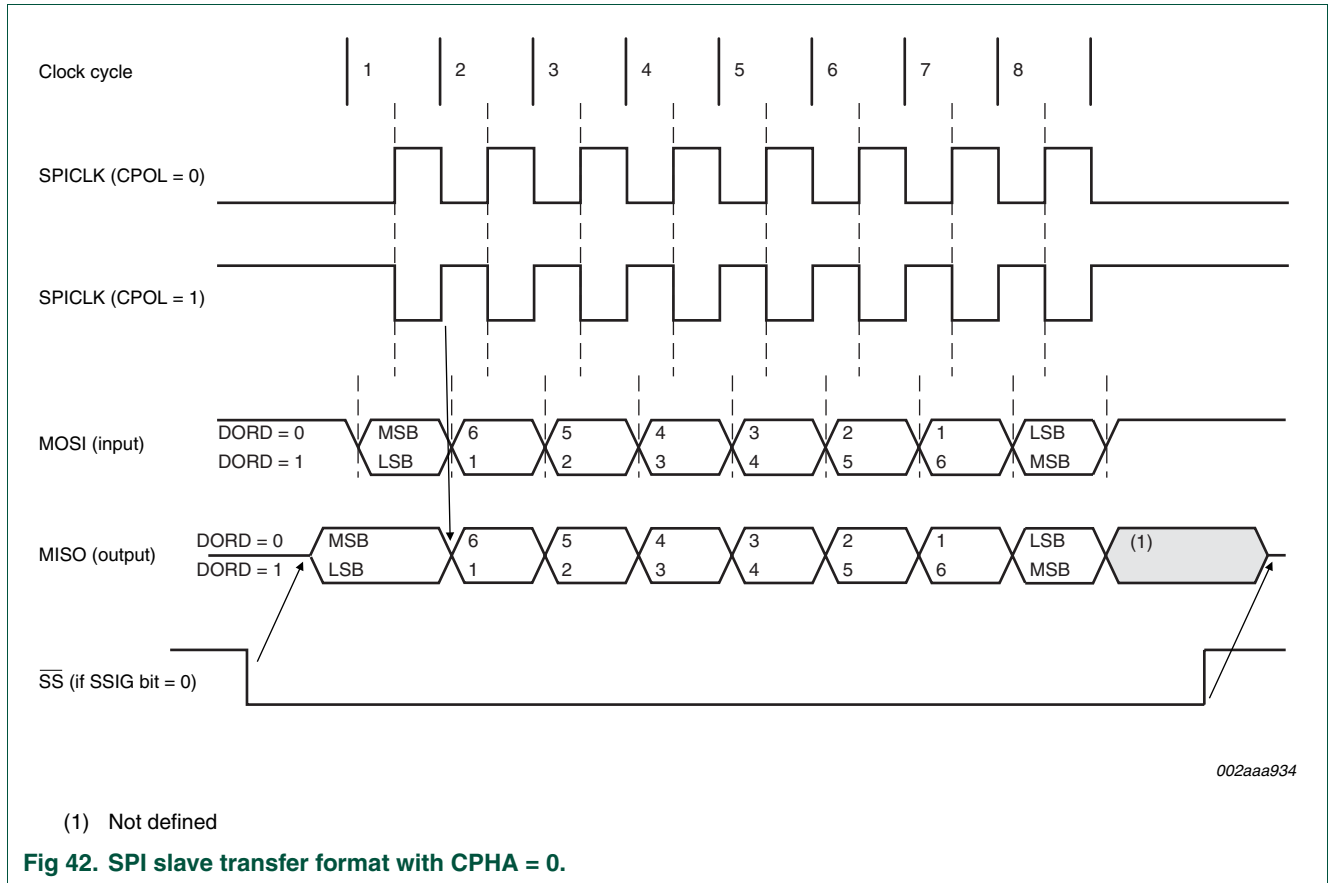 Clock cycle 1 2 3 4 5 6 7 8
SPICLK (CPOL = 0)
SPICLK (CPOL = 1)
MOSI (input) DORD = 0 MSB 6 5 4 3 2 1 LSB
DORD = 1 LSB 1 2 3 4 5 6 MSB
MISO (output) DORD = 0 MSB 6 5 4 3 2 1 LSB (1)
DORD = 1 LSB 1 2 3 4 5 6 MSB
SS (if SSIG bit = 0)
002aaa934
(1) Not defined
Fig 42. SPI slave transfer format with CPHA = 0.